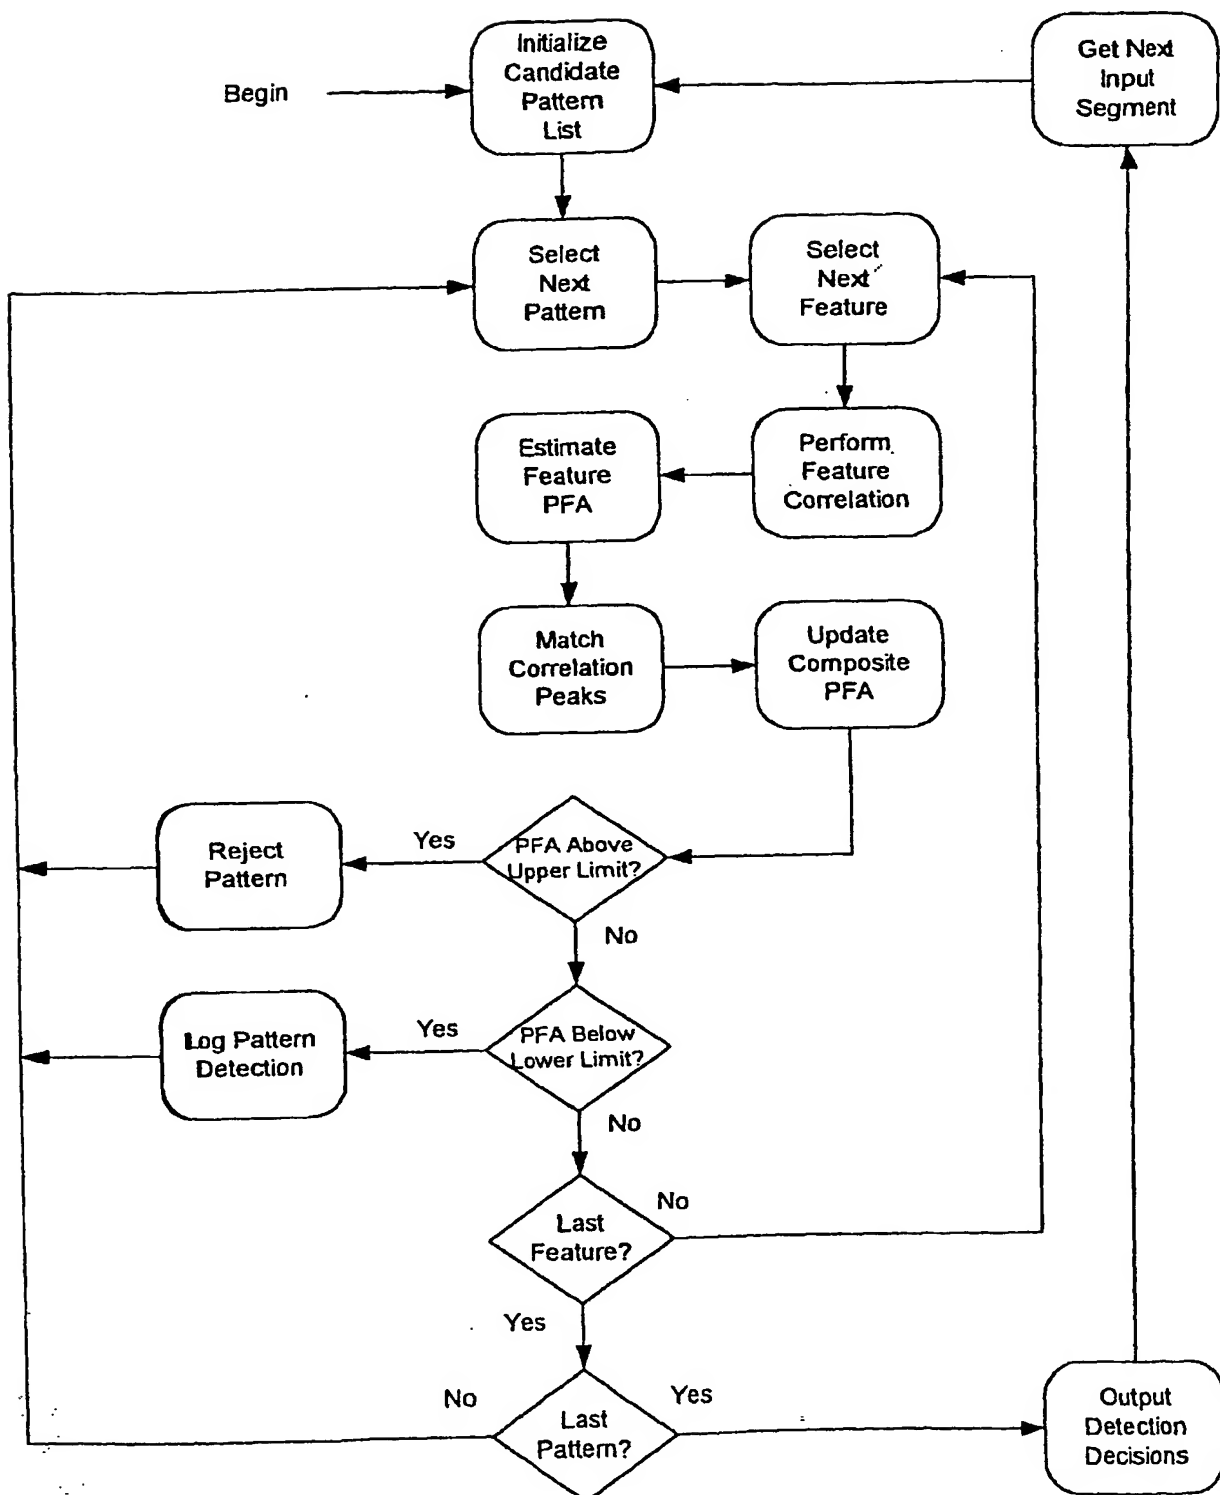 Initialize
Candidate
Pattern
List
Get Next
Input
Segment
Begin
Select
Next
Pattern
Select
Next
Feature
Estimate
Feature
PFA
Perform
Feature
Correlation
Match
Correlation
Peaks
Update
Composite
PFA
Reject
Pattern
Yes
PFA Above
Upper Limit?
No
Log Pattern
Detection
Yes
PFA Below
Lower Limit?
No
Last
Feature?
No
Yes
No
Last
Pattern?
Yes
Output
Detection
Decisions